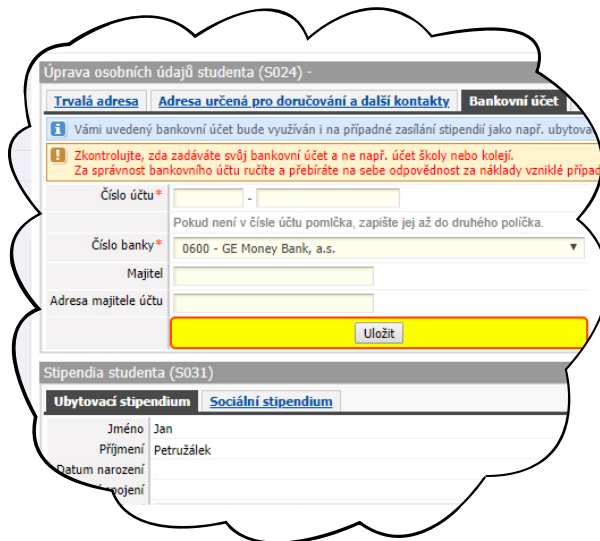 Úprava osobních údajů studenta (S024) -
Trvalá adresa Adresa určená pro doručování a další kontakty Bankovní účet
Vámi uvedený bankovní účet bude využíván i na případné zasílání stipendií jako např. ubytova
Zkontrolujte, zda zadáváte svůj bankovní účet a ne např. účet školy nebo kolejí.
Za správnost bankovního účtu ručíte a přebíráte na sebe odpovědnost za náklady vzniklé případ
Číslo účtu* -
Pokud není v čísle účtu pomlčka, zapište jej až do druhého políčka.
Číslo banky* 0600 - GE Money Bank, a.s.
Majitel
Adresa majitele účtu
Uložit
Stipendia studenta (S031)
Ubytovací stipendium Sociální stipendium
Jméno Jan
Příjmení Petružálek
Datum narození
spojení